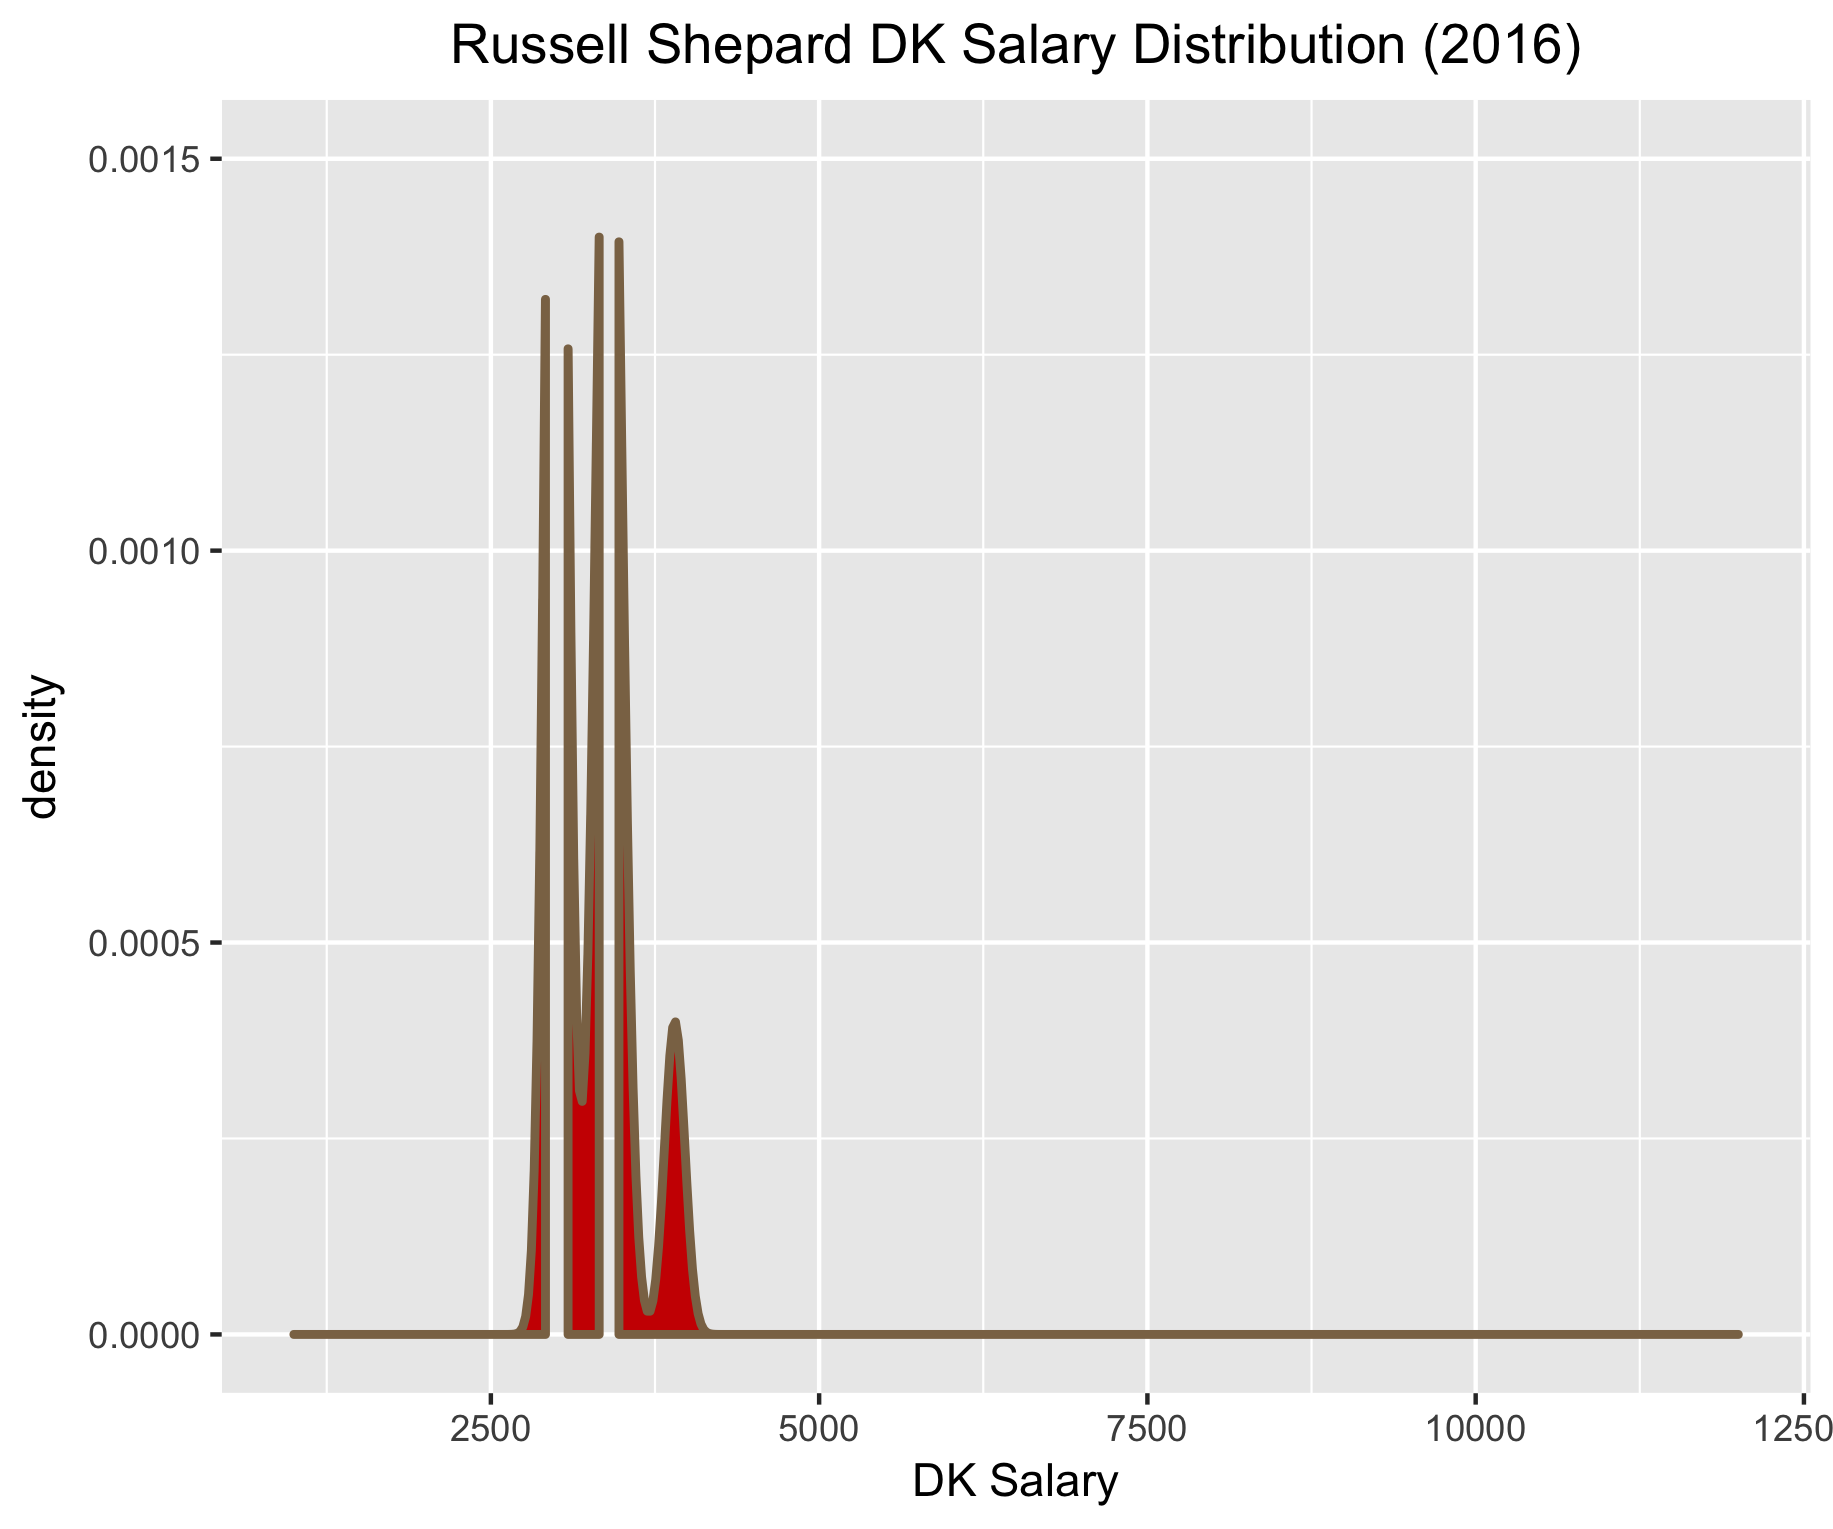 Russell Shepard DK Salary Distribution (2016)
0.0015
0.0010
0.0005
0.0000
density
2500 5000 7500 10000 1250
DK Salary